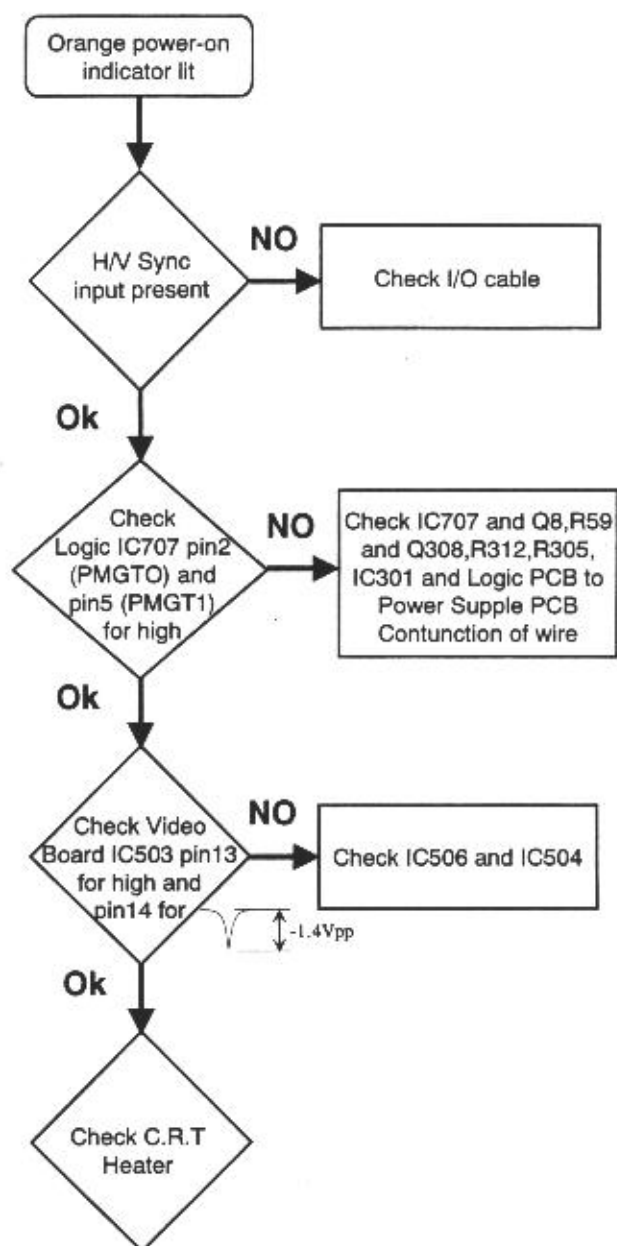 Orange power-on
indicator lit
H/V Sync
input present
NO
Check I/O cable
Ok
Check
Logic IC707 pin2
(PMGTO) and
pin5 (PMGT1)
for high
NO
Check IC707 and Q8,R59
and Q308,R312,R305,
IC301 and Logic PCB to
Power Supple PCB
Contunction of wire
Ok
Check Video
Board IC503 pin13
for high and
pin14 for
-1.4Vpp
NO
Check IC506 and IC504
Ok
Check C.R.T
Heater